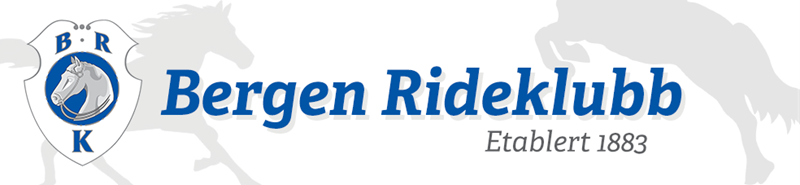 B · R
K
Bergen Rideklubb
Etablert 1883